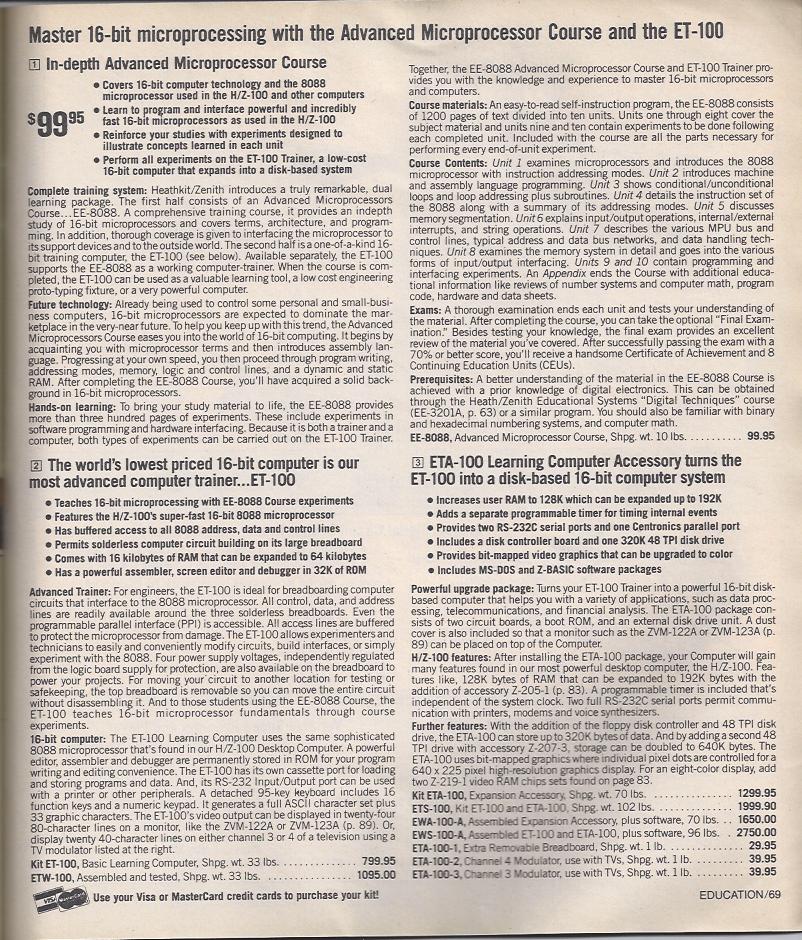 Master 16-bit microprocessing with the Advanced Microprocessor Course and the ET-100
1 In-depth Advanced Microprocessor Course
$99 95
● Covers 16-bit computer technology and the 8088
microprocessor used in the H/Z-100 and other computers
● Learn to program and interface powerful and incredibly
fast 16-bit microprocessors as used in the H/Z-100
● Reinforce your studies with experiments designed to
illustrate concepts learned in each unit
● Perform all experiments on the ET-100 Trainer, a low-cost
16-bit computer that expands into a disk-based system
Complete training system: Heathkit/Zenith introduces a truly remarkable, dual
learning package. The first half consists of an Advanced Microprocessors
Course...EE-8088. A comprehensive training course, it provides an indepth
study of 16-bit microprocessors and covers terms, architecture, and program-
ming. In addition, thorough coverage is given to interfacing the microprocessor to
its support devices and to the outside world. The second half is a one-of-a-kind 16-
bit training computer, the ET-100 (see below). Available separately, the ET-100
supports the EE-8088 as a working computer-trainer. When the course is com-
pleted, the ET-100 can be used as a valuable learning tool, a low cost engineering
proto-typing fixture, or a very powerful computer.
Future technology: Already being used to control some personal and small-busi-
ness computers, 16-bit microprocessors are expected to dominate the mar-
ketplace in the very-near future. To help you keep up with this trend, the Advanced
Microprocessors Course eases you into the world of 16-bit computing. It begins by
acquainting you with microprocessor terms and then introduces assembly lan-
guage. Progressing at your own speed, you then proceed through program writing,
addressing modes, memory, logic and control lines, and a dynamic and static
RAM. After completing the EE-8088 Course, you'll have acquired a solid back-
ground in 16-bit microprocessors.
Hands-on learning: To bring your study material to life, the EE-8088 provides
more than three hundred pages of experiments. These include experiments in
software programming and hardware interfacing. Because it is both a trainer and a
computer, both types of experiments can be carried out on the ET-100 Trainer.
2 The world's lowest priced 16-bit computer is our
most advanced computer trainer...ET-100
● Teaches 16-bit microprocessing with EE-8088 Course experiments
● Features the H/Z-100's super-fast 16-bit 8088 microprocessor
● Has buffered access to all 8088 address, data and control lines
● Permits solderless computer circuit building on its large breadboard
● Comes with 16 kilobytes of RAM that can be expanded to 64 kilobytes
● Has a powerful assembler, screen editor and debugger in 32K of ROM
Advanced Trainer: For engineers, the ET-100 is ideal for breadboarding computer
circuits that interface to the 8088 microprocessor. All control, data, and address
lines are readily available around the three solderless breadboards. Even the
programmable parallel interface (PPI) is accessible. All access lines are buffered
to protect the microprocessor from damage. The ET-100 allows experimenters and
technicians to easily and conveniently modify circuits, build interfaces, or simply
experiment with the 8088. Four power supply voltages, independently regulated
from the logic board supply for protection, are also available on the breadboard to
power your projects. For moving your circuit to another location for testing or
safekeeping, the top breadboard is removable so you can move the entire circuit
without disassembling it. And to those students using the EE-8088 Course, the
ET-100 teaches 16-bit microprocessor fundamentals through course
experiments.
16-bit computer: The ET-100 Learning Computer uses the same sophisticated
8088 microprocessor that's found in our H/Z-100 Desktop Computer. A powerful
editor, assembler and debugger are permanently stored in ROM for your program
writing and editing convenience. The ET-100 has its own cassette port for loading
and storing programs and data. And, its RS-232 Input/Output port can be used
with a printer or other peripherals. A detached 95-key keyboard includes 16
function keys and a numeric keypad. It generates a full ASCII character set plus
33 graphic characters. The ET-100's video output can be displayed in twenty-four
80-character lines on a monitor, like the ZVM-122A or ZVM-123A (p. 89). Or,
display twenty 40-character lines on either channel 3 or 4 of a television using a
TV modulator listed at the right.
Kit ET-100, Basic Learning Computer, Shpg. wt. 33 lbs. .............. 799.95
ETW-100, Assembled and tested, Shpg. wt. 33 lbs. ................ 1095.00
VISA MasterCard Use your Visa or MasterCard credit cards to purchase your kit!
Together, the EE-8088 Advanced Microprocessor Course and ET-100 Trainer pro-
vides you with the knowledge and experience to master 16-bit microprocessors
and computers.
Course materials: An easy-to-read self-instruction program, the EE-8088 consists
of 1200 pages of text divided into ten units. Units one through eight cover the
subject material and units nine and ten contain experiments to be done following
each completed unit. Included with the course are all the parts necessary for
performing every end-of-unit experiment.
Course Contents: Unit 1 examines microprocessors and introduces the 8088
microprocessor with instruction addressing modes. Unit 2 introduces machine
and assembly language programming. Unit 3 shows conditional/unconditional
loops and loop addressing plus subroutines. Unit 4 details the instruction set of
the 8088 along with a summary of its addressing modes. Unit 5 discusses
memory segmentation. Unit 6 explains input/output operations, internal/external
interrupts, and string operations. Unit 7 describes the various MPU bus and
control lines, typical address and data bus networks, and data handling tech-
niques. Unit 8 examines the memory system in detail and goes into the various
forms of input/output interfacing. Units 9 and 10 contain programming and
interfacing experiments. An Appendix ends the Course with additional educa-
tional information like reviews of number systems and computer math, program
code, hardware and data sheets.
Exams: A thorough examination ends each unit and tests your understanding of
the material. After completing the course, you can take the optional "Final Exam-
ination." Besides testing your knowledge, the final exam provides an excellent
review of the material you've covered. After successfully passing the exam with a
70% or better score, you'll receive a handsome Certificate of Achievement and 8
Continuing Education Units (CEUs).
Prerequisites: A better understanding of the material in the EE-8088 Course is
achieved with a prior knowledge of digital electronics. This can be obtained
through the Heath/Zenith Educational Systems "Digital Techniques" course
(EE-3201A, p. 63) or a similar program. You should also be familiar with binary
and hexadecimal numbering systems, and computer math.
EE-8088, Advanced Microprocessor Course, Shpg. wt. 10 lbs. .......... 99.95
3 ETA-100 Learning Computer Accessory turns the
ET-100 into a disk-based 16-bit computer system
● Increases user RAM to 128K which can be expanded up to 192K
● Adds a separate programmable timer for timing internal events
● Provides two RS-232C serial ports and one Centronics parallel port
● Includes a disk controller board and one 320K 48 TPI disk drive
● Provides bit-mapped video graphics that can be upgraded to color
● Includes MS-DOS and Z-BASIC software packages
Powerful upgrade package: Turns your ET-100 Trainer into a powerful 16-bit disk-
based computer that helps you with a variety of applications, such as data pro-
cessing, telecommunications, and financial analysis. The ETA-100 package con-
sists of two circuit boards, a boot ROM, and an external disk drive unit. A dust
cover is also included so that a monitor such as the ZVM-122A or ZVM-123A (p.
89) can be placed on top of the Computer.
H/Z-100 features: After installing the ETA-100 package, your Computer will gain
many features found in our most powerful desktop computer, the H/Z-100. Fea-
tures like, 128K bytes of RAM that can be expanded to 192K bytes with the
addition of accessory Z-205-1 (p. 83). A programmable timer is included that's
independent of the system clock. Two full RS-232C serial ports permit commu-
nication with printers, modems and voice synthesizers.
Further features: With the addition of the floppy disk controller and 48 TPI disk
drive, the ETA-100 can store up to 320K bytes of data. And by adding a second 48
TPI drive with accessory Z-207-3, storage can be doubled to 640K bytes. The
ETA-100 uses bit-mapped graphics where individual pixel dots are controlled for a
640 x 225 pixel high-resolution graphics display. For an eight-color display, add
two Z-219-1 video RAM chips sets found on page 83.
Kit ETA-100, Expansion Accessory, Shpg. wt. 70 lbs. ................ 1299.95
ETS-100, Kit ET-100 and ETA-100, Shpg. wt. 102 lbs. ............... 1999.90
EWA-100-A, Assembled Expansion Accessory, plus software, 70 lbs. .. 1650.00
EWS-100-A, Assembled ET-100 and ETA-100, plus software, 96 lbs. . 2750.00
ETA-100-1, Extra Removable Breadboard, Shpg. wt. 1 lb. .............. 29.95
ETA-100-2, Channel 4 Modulator, use with TVs, Shpg. wt. 1 lb. .......... 39.95
ETA-100-3, Channel 3 Modulator, use with TVs, Shpg. wt. 1 lb. .......... 39.95
EDUCATION/69